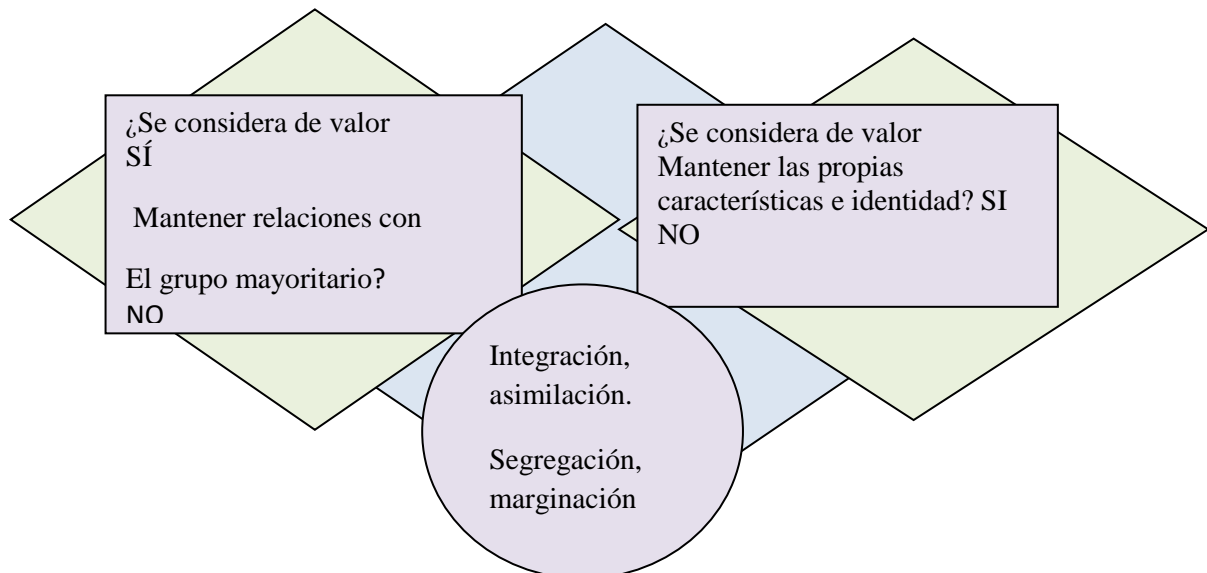 ¿Se considera de valor
SÍ
Mantener relaciones con
El grupo mayoritario?
NO
¿Se considera de valor
Mantener las propias
características e identidad? SI
NO
Integración,
asimilación.
Segregación,
marginación